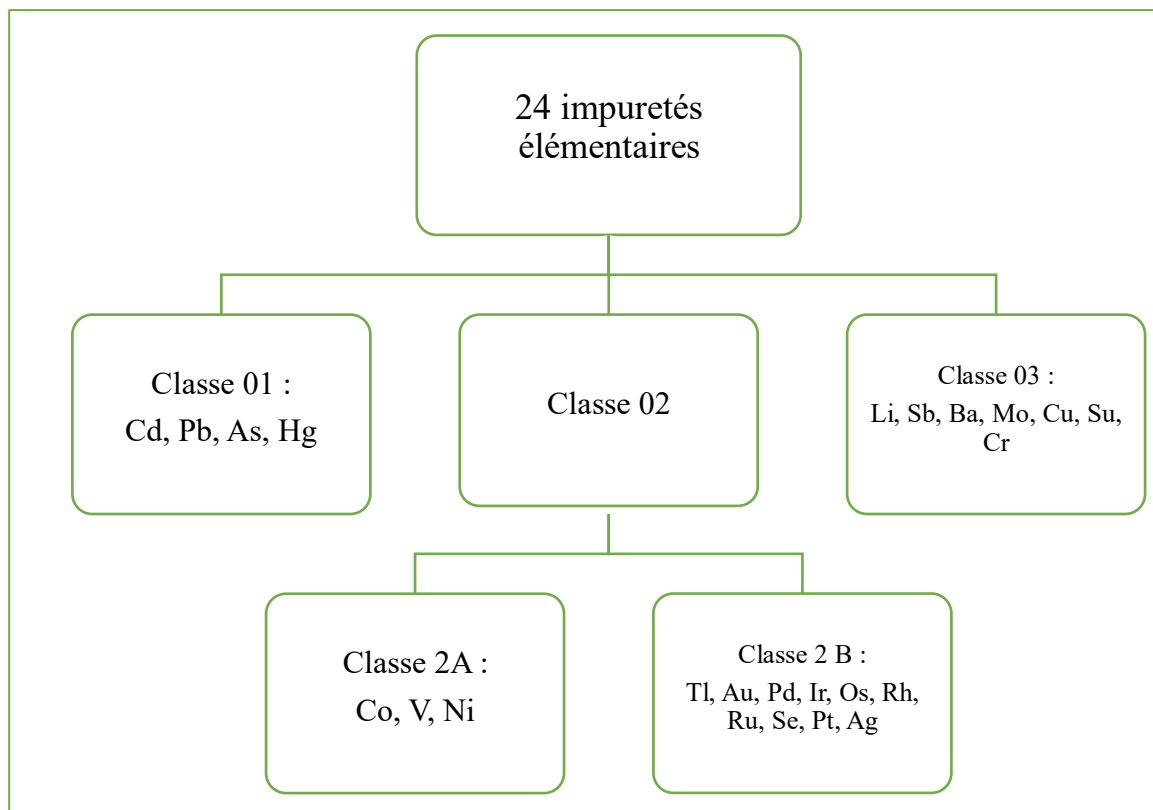 24 impuretés
élémentaires
Classe 01 :
Cd, Pb, As, Hg
Classe 02
Classe 03 :
Li, Sb, Ba, Mo, Cu, Su,
Cr
Classe 2A :
Co, V, Ni
Classe 2 B :
Tl, Au, Pd, Ir, Os, Rh,
Ru, Se, Pt, Ag